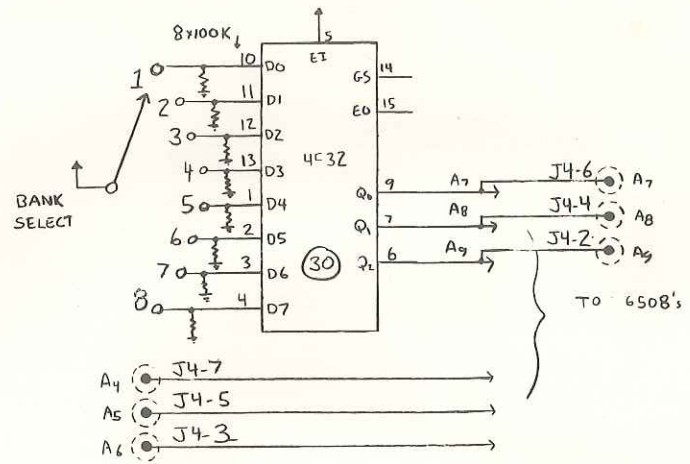 8x100K
5
EI
1 10 D0
2 11 D1
3 12 D2
4 13 D3
5 1 D4
6 2 D5
7 3 D6
8 4 D7
4532
30
GS 14
EO 15
Q0 9 A7 J4-6 A7
Q1 7 A8 J4-4 A8
Q2 6 A9 J4-2 A9
BANK
SELECT
TO 6508's
A4 J4-7
A5 J4-5
A6 J4-3